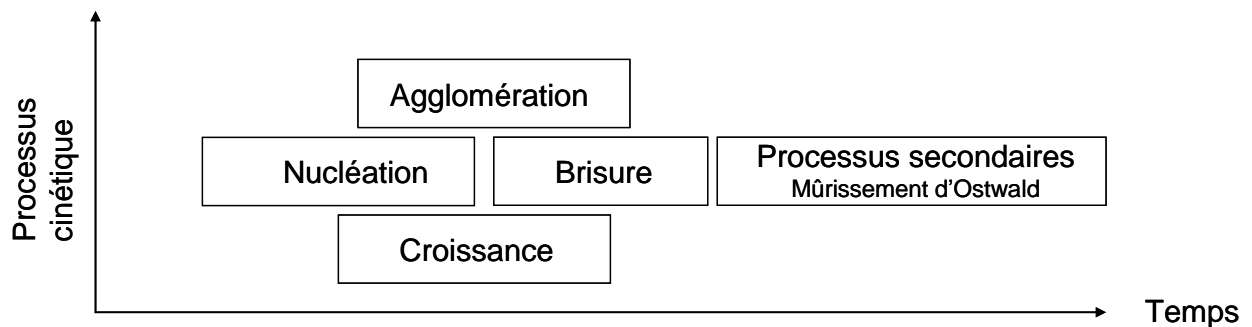 Processus
cinétique
Agglomération
Nucléation
Brisure
Processus secondaires
Mûrissement d'Ostwald
Croissance
Temps